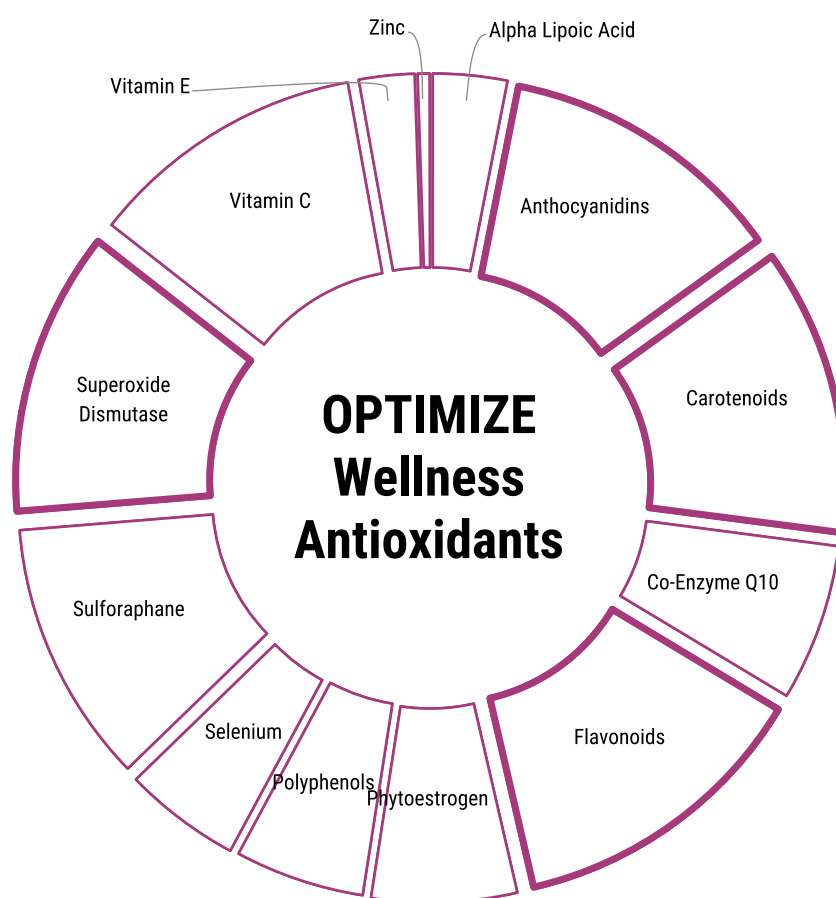 Zinc
Alpha Lipoic Acid
Vitamin E
Vitamin C
Anthocyanidins
Superoxide
Dismutase
Carotenoids
OPTIMIZE
Wellness
Antioxidants
Co-Enzyme Q10
Sulforaphane
Selenium
Flavonoids
Polyphenols
Phytoestrogen